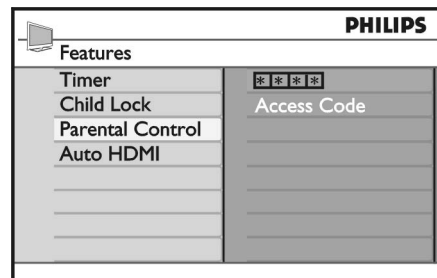 PHILIPS
Features
Timer
****
Child Lock
Access Code
Parental Control
Auto HDMI